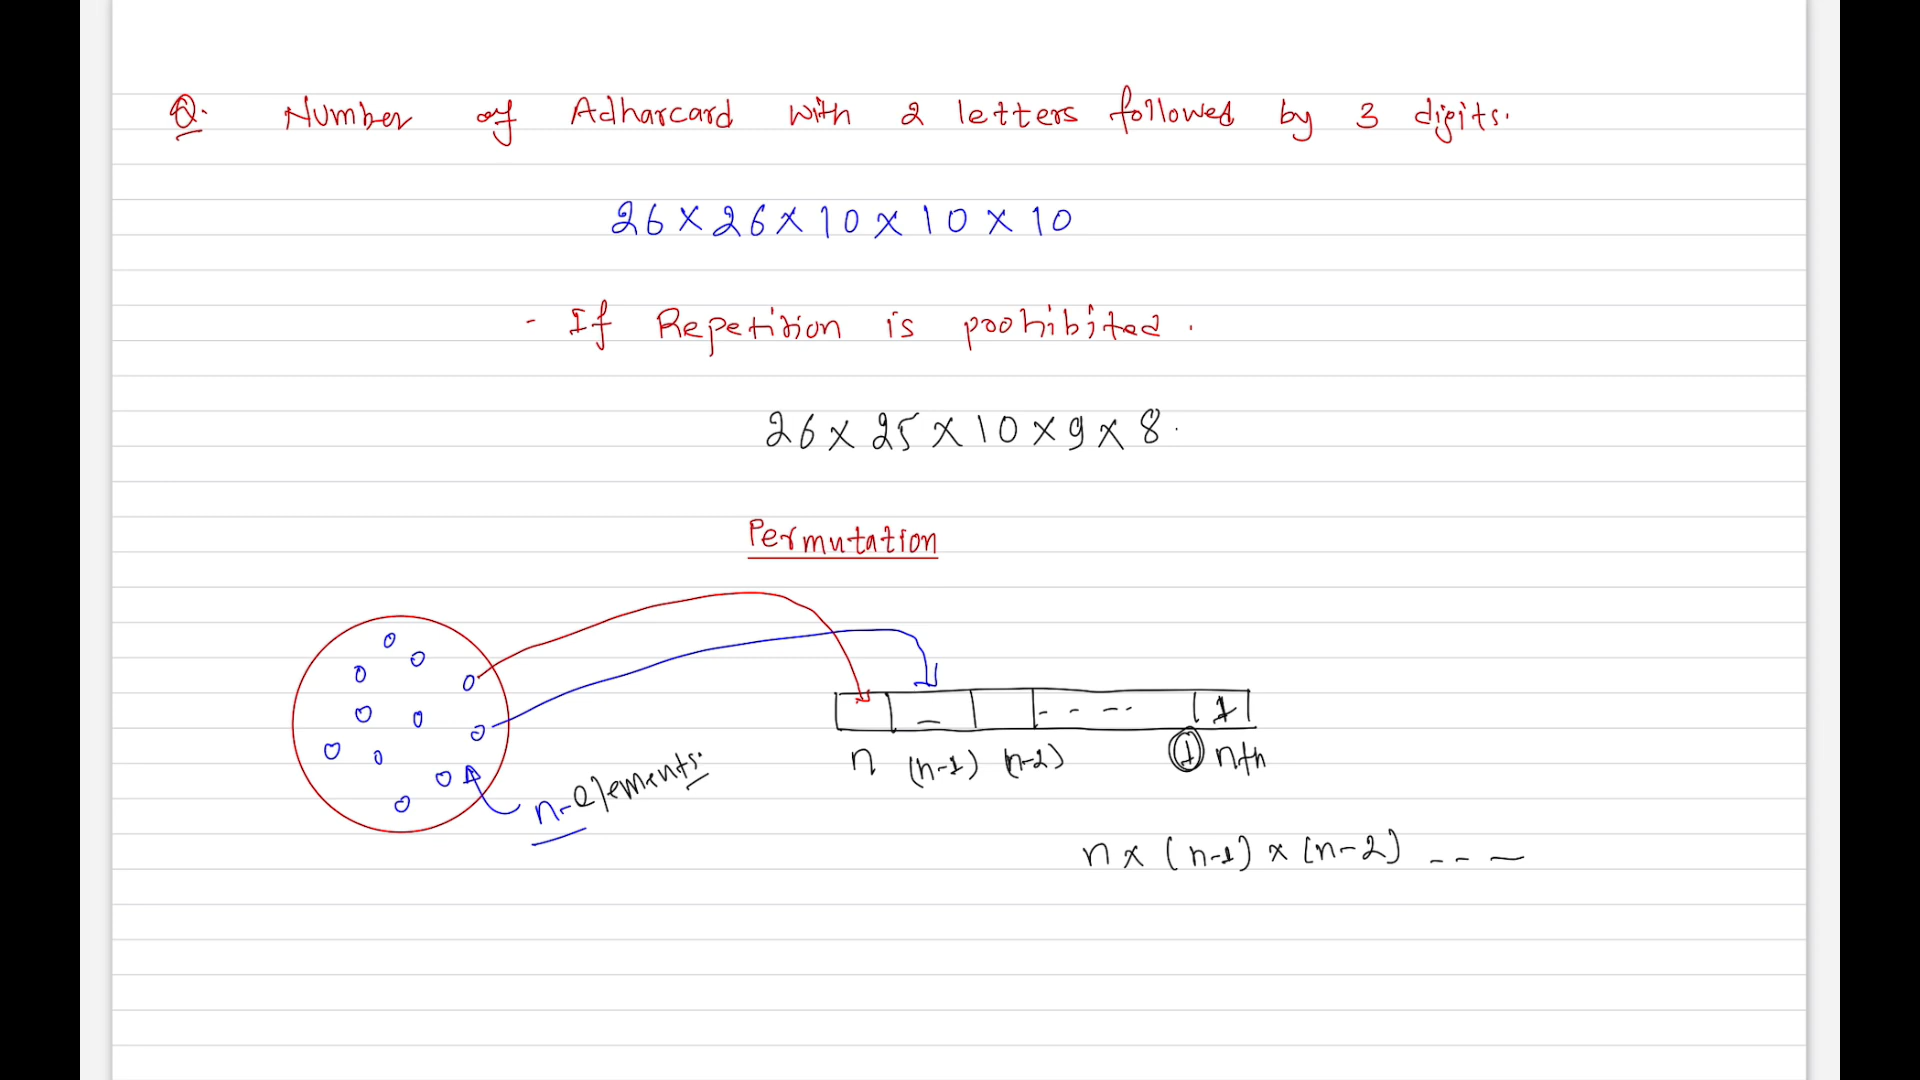 Q. Number of Adharcard with 2 letters followed by 3 digits.
26 × 26 × 10 × 10 × 10
- If Repetition is prohibited.
26 × 25 × 10 × 9 × 8.
Permutation
- - - - 1
n (n-1) (n-2) 1 nth
n-elements.
n × (n-1) × (n-2) - - -